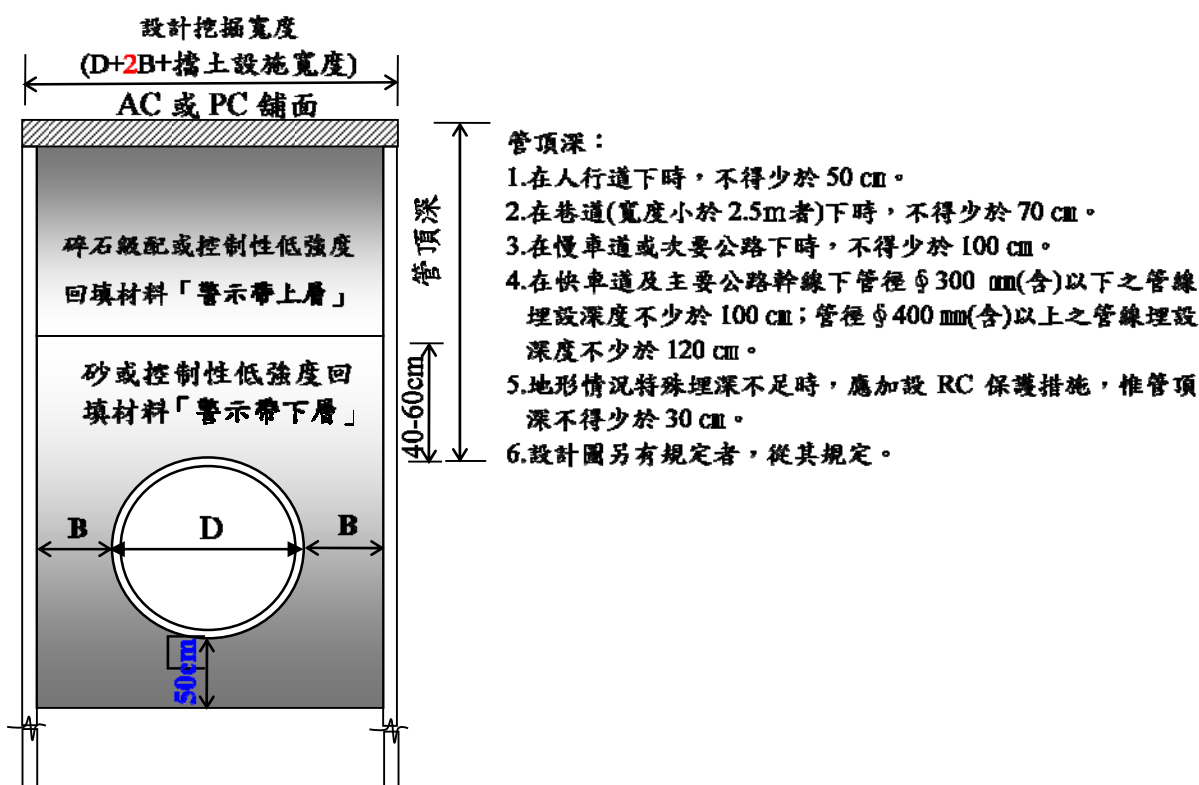 設計挖掘寬度
(D+2B+擋土設施寬度)
AC 或 PC 舖面
碎石級配或控制性低強度
回填材料「警示帶上層」
砂或控制性低強度回
填材料「警示帶下層」
管頂深
40-60cm
B
D
B
50cm
管頂深：
1.在人行道下時，不得少於 50 ㎝。
2.在巷道(寬度小於 2.5m者)下時，不得少於 70 ㎝。
3.在慢車道或次要公路下時，不得少於 100 ㎝。
4.在快車道及主要公路幹線下管徑 ∮300 ㎜(含)以下之管線
埋設深度不少於 100 ㎝；管徑 ∮400 ㎜(含)以上之管線埋設
深度不少於 120 ㎝。
5.地形情況特殊埋深不足時，應加設 RC 保護措施，惟管頂
深不得少於 30 ㎝。
6.設計圖另有規定者，從其規定。